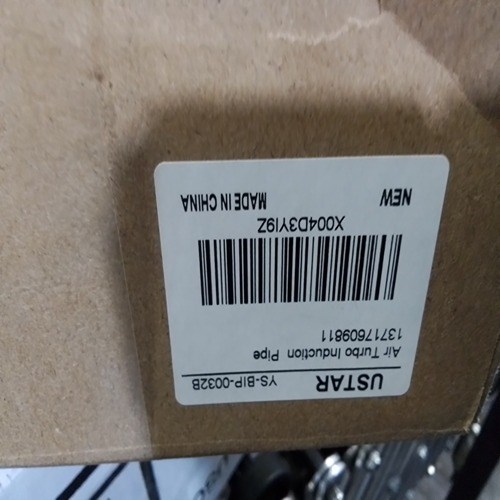 USTAR YS-BIP-0032B
Air Turbo Induction Pipe
13717609811
X004D3YI9Z
NEW MADE IN CHINA